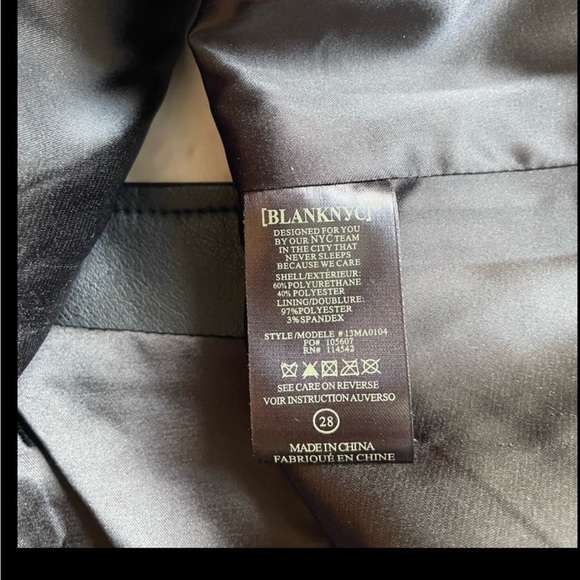 [BLANKNYC]
DESIGNED FOR YOU
BY OUR NYC TEAM
IN THE CITY THAT
NEVER SLEEPS
BECAUSE WE CARE
SHELL/EXTÉRIEUR:
60% POLYURETHANE
40% POLYESTER
LINING/DOUBLURE:
97% POLYESTER
3% SPANDEX
STYLE/MODELE # 13MA0104
PO#. 105607
RN# 114542
SEE CARE ON REVERSE
VOIR INSTRUCTION AUVERSO
28
MADE IN CHINA
FABRIQUÉ EN CHINE